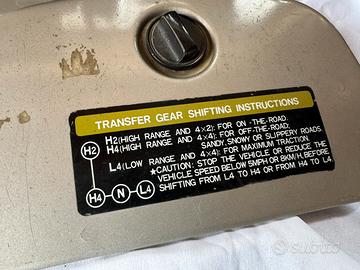 TRANSFER GEAR SHIFTING INSTRUCTIONS
H2(HIGH RANGE AND 4×2): FOR ON-THE-ROAD.
H4(HIGH RANGE AND 4×4): FOR OFF-THE-ROAD;
SANDY, SNOWY OR SLIPPERY ROADS.
L4(LOW RANGE AND 4×4): FOR MAXIMUM TRACTION
★CAUTION: STOP THE VEHICLE OR REDUCE THE
VEHICLE SPEED BELOW 5MPH OR 8KM/H, BEFORE
SHIFTING FROM L4 TO H4 OR FROM H4 TO L4
H2
H4 N L4
subito